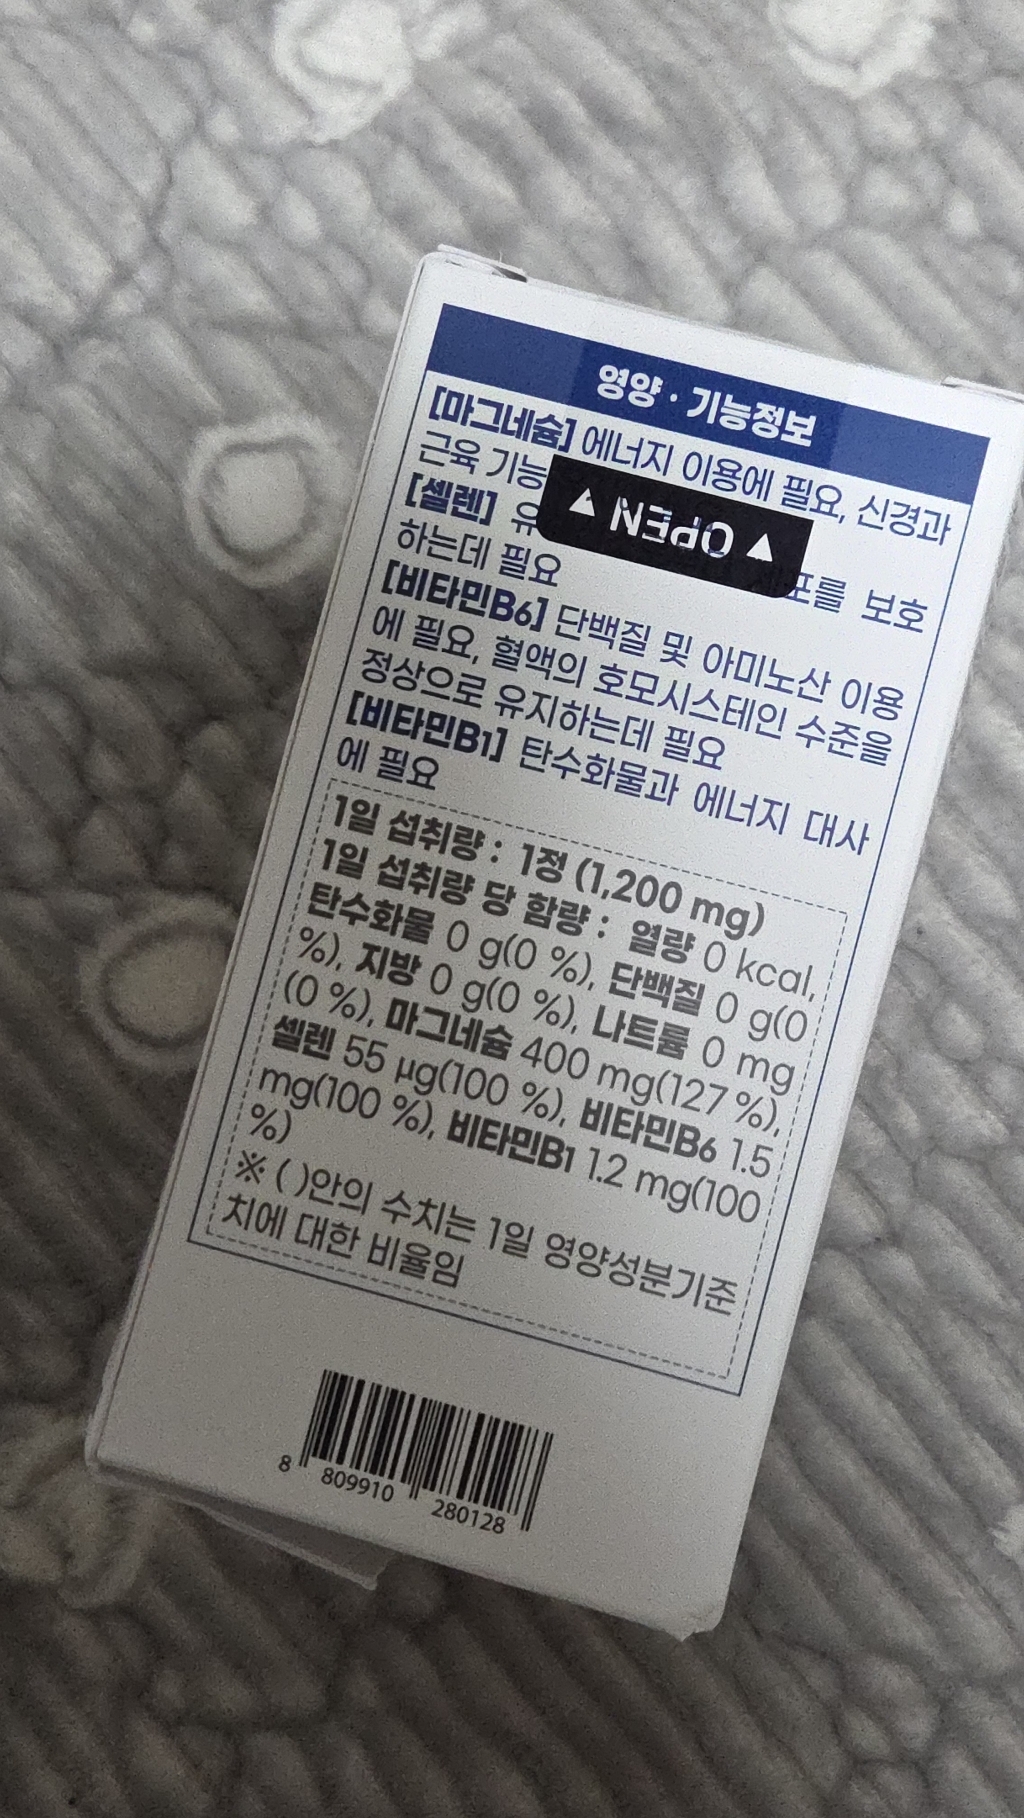 영양·기능정보
[마그네슘] 에너지 이용에 필요, 신경과
근육 기능
▲ OPEN ▲
[셀렌] 유 포를 보호
하는데 필요
[비타민B6] 단백질 및 아미노산 이용
에 필요, 혈액의 호모시스테인 수준을
정상으로 유지하는데 필요
[비타민B1] 탄수화물과 에너지 대사
에 필요
1일 섭취량 : 1정 (1,200 mg)
1일 섭취량 당 함량 : 열량 0 kcal,
탄수화물 0 g(0 %), 단백질 0 g(0
%), 지방 0 g(0 %), 나트륨 0 mg
(0 %), 마그네슘 400 mg(127 %),
셀렌 55 µg(100 %), 비타민B6 1.5
mg(100 %), 비타민B1 1.2 mg(100
%)
※ ( )안의 수치는 1일 영양성분기준
치에 대한 비율임
8 809910 280128